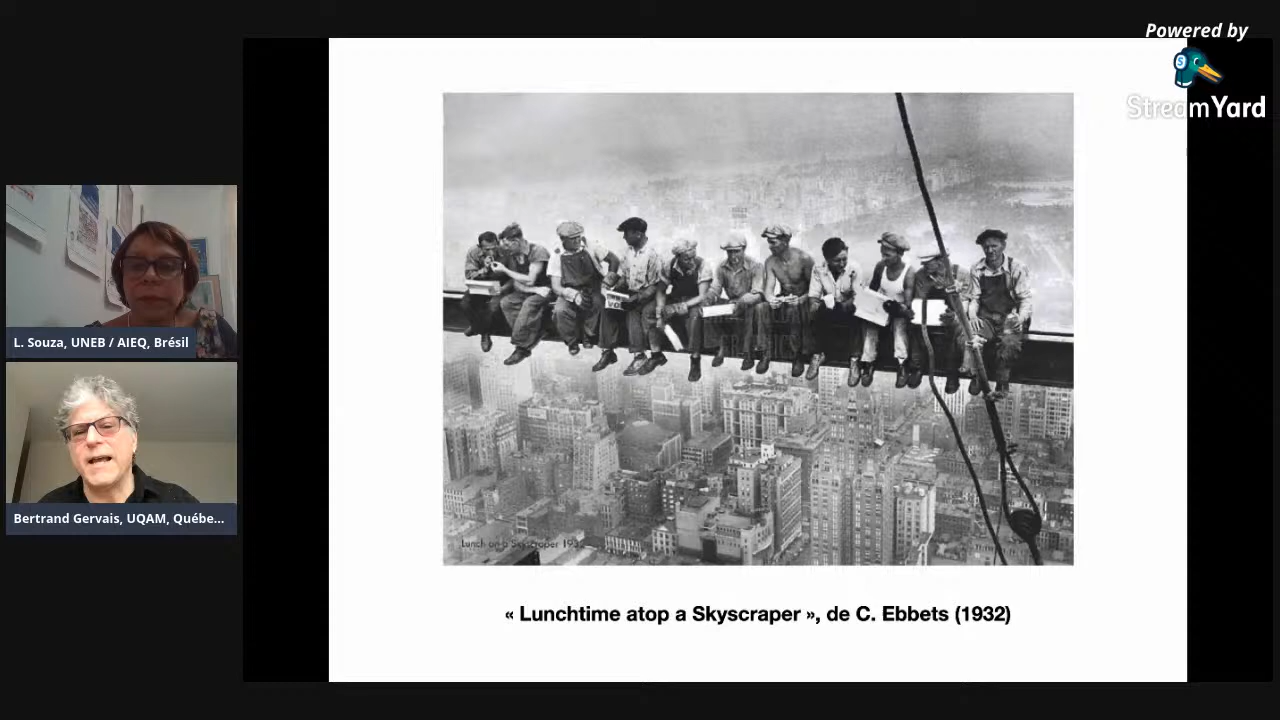 Powered by
StreamYard
L. Souza, UNEB / AIEQ, Brésil
Bertrand Gervais, UQAM, Québe...
Lunch on a Skyscraper 193
« Lunchtime atop a Skyscraper », de C. Ebbets (1932)